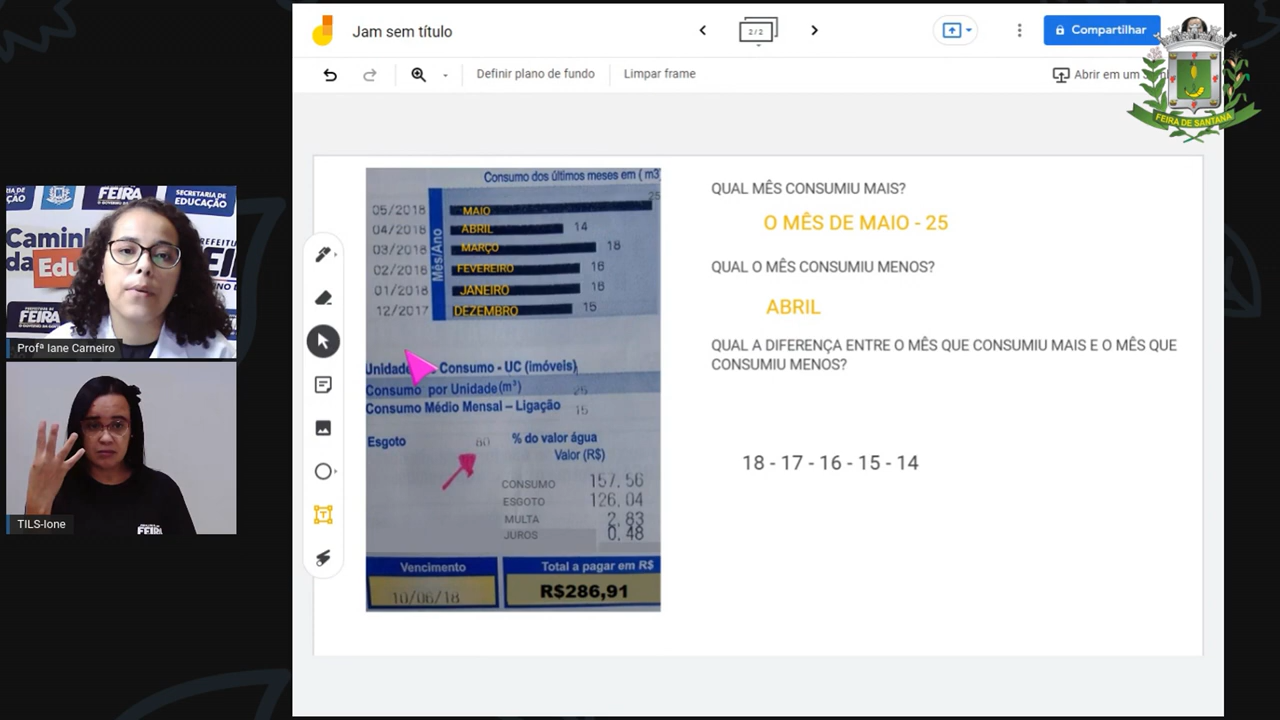 Jam sem título
2/2
Compartilhar
Definir plano de fundo
Limpar frame
Abrir em um
FEIRA DE SANTANA
Consumo dos últimos meses em ( m3
25
05/2018 MAIO
04/2018 ABRIL 14
03/2018 MARÇO 18
02/2018 FEVEREIRO 16
01/2018 JANEIRO 16
12/2017 DEZEMBRO 15
Mês/Ano
Consumo - UC (imóveis)
Consumo por Unidade (m³) 25
Consumo Médio Mensal – Ligação 15
Esgoto 80 % do valor água
Valor (R$)
CONSUMO 157,56
ESGOTO 126,04
MULTA 2,83
JUROS 0,48
Vencimento
10/06/18
Total a pagar em R$
R$286,91
QUAL MÊS CONSUMIU MAIS?
O MÊS DE MAIO - 25
QUAL O MÊS CONSUMIU MENOS?
ABRIL
QUAL A DIFERENÇA ENTRE O MÊS QUE CONSUMIU MAIS E O MÊS QUE
CONSUMIU MENOS?
18 - 17 - 16 - 15 - 14
FEIRA
SECRETARIA DE
EDUCAÇÃO
Caminh
da Edu
FEIRA
Profª Iane Carneiro
FEIRA
TILS-Ione